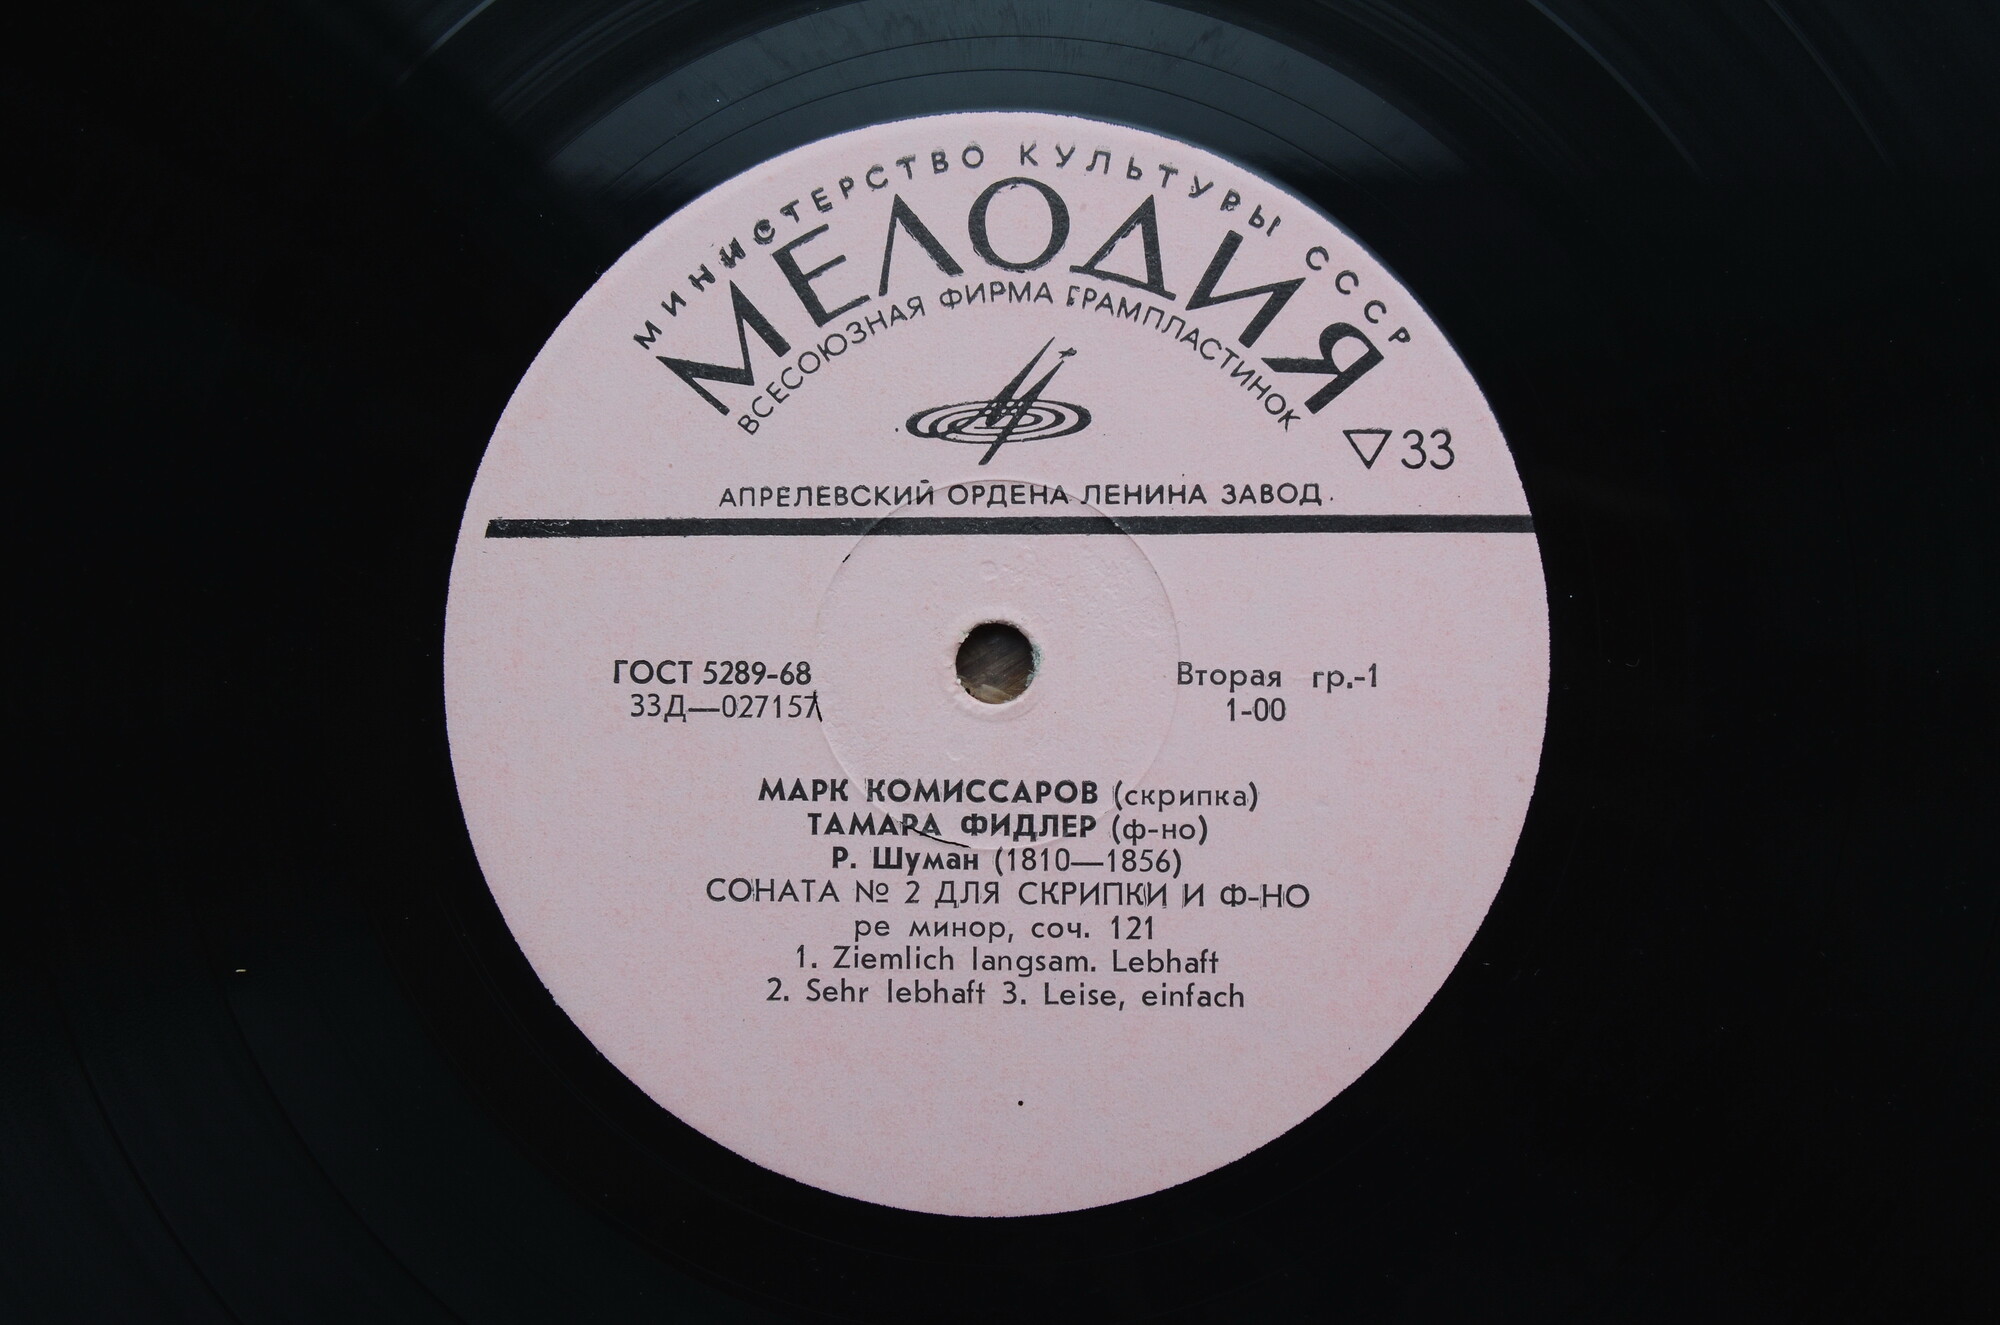 МИНИСТЕРСТВО КУЛЬТУРЫ СССР
МЕЛОДИЯ
ВСЕСОЮЗНАЯ ФИРМА ГРАМПЛАСТИНОК
▽33
АПРЕЛЕВСКИЙ ОРДЕНА ЛЕНИНА ЗАВОД
ГОСТ 5289-68
33Д—027157
Вторая гр.-1
1-00
МАРК КОМИССАРОВ (скрипка)
ТАМАРА ФИДЛЕР (ф-но)
Р. Шуман (1810—1856)
СОНАТА № 2 ДЛЯ СКРИПКИ И Ф-НО
ре минор, соч. 121
1. Ziemlich langsam. Lebhaft
2. Sehr lebhaft 3. Leise, einfach